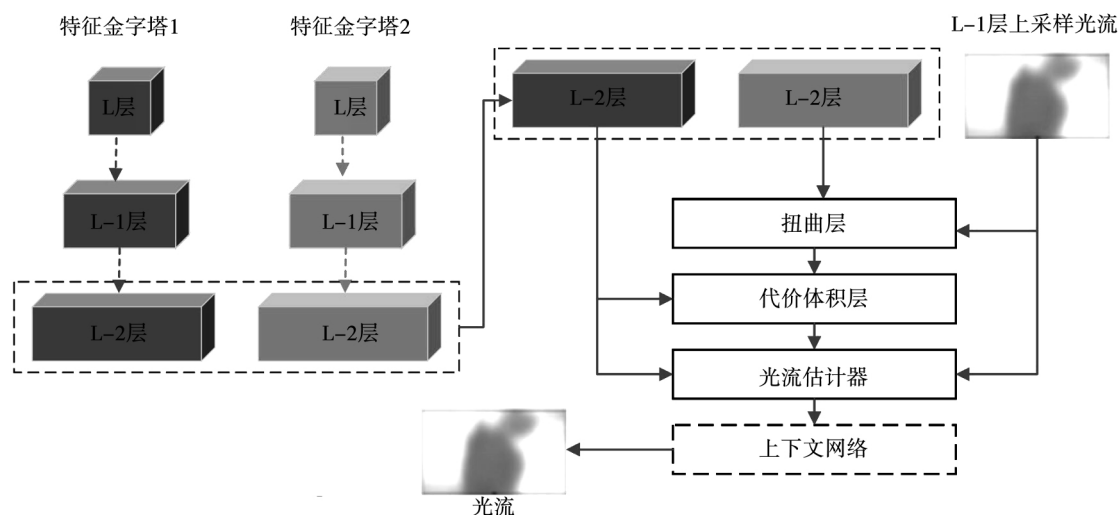 特征金字塔1
特征金字塔2
L-1层上采样光流
L层
L层
L-2层
L-2层
L-1层
L-1层
扭曲层
代价体积层
L-2层
L-2层
光流估计器
上下文网络
光流